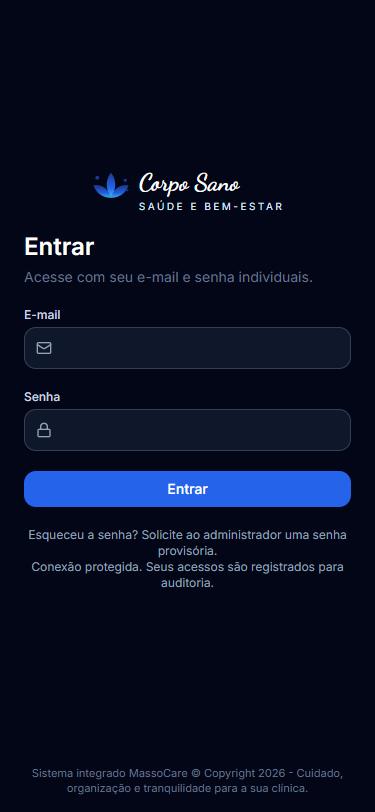 Corpo Sano
SAÚDE E BEM-ESTAR
Entrar
Acesse com seu e-mail e senha individuais.
E-mail
Senha
Entrar
Esqueceu a senha? Solicite ao administrador uma senha
provisória.
Conexão protegida. Seus acessos são registrados para
auditoria.
Sistema integrado MassoCare © Copyright 2026 - Cuidado,
organização e tranquilidade para a sua clínica.